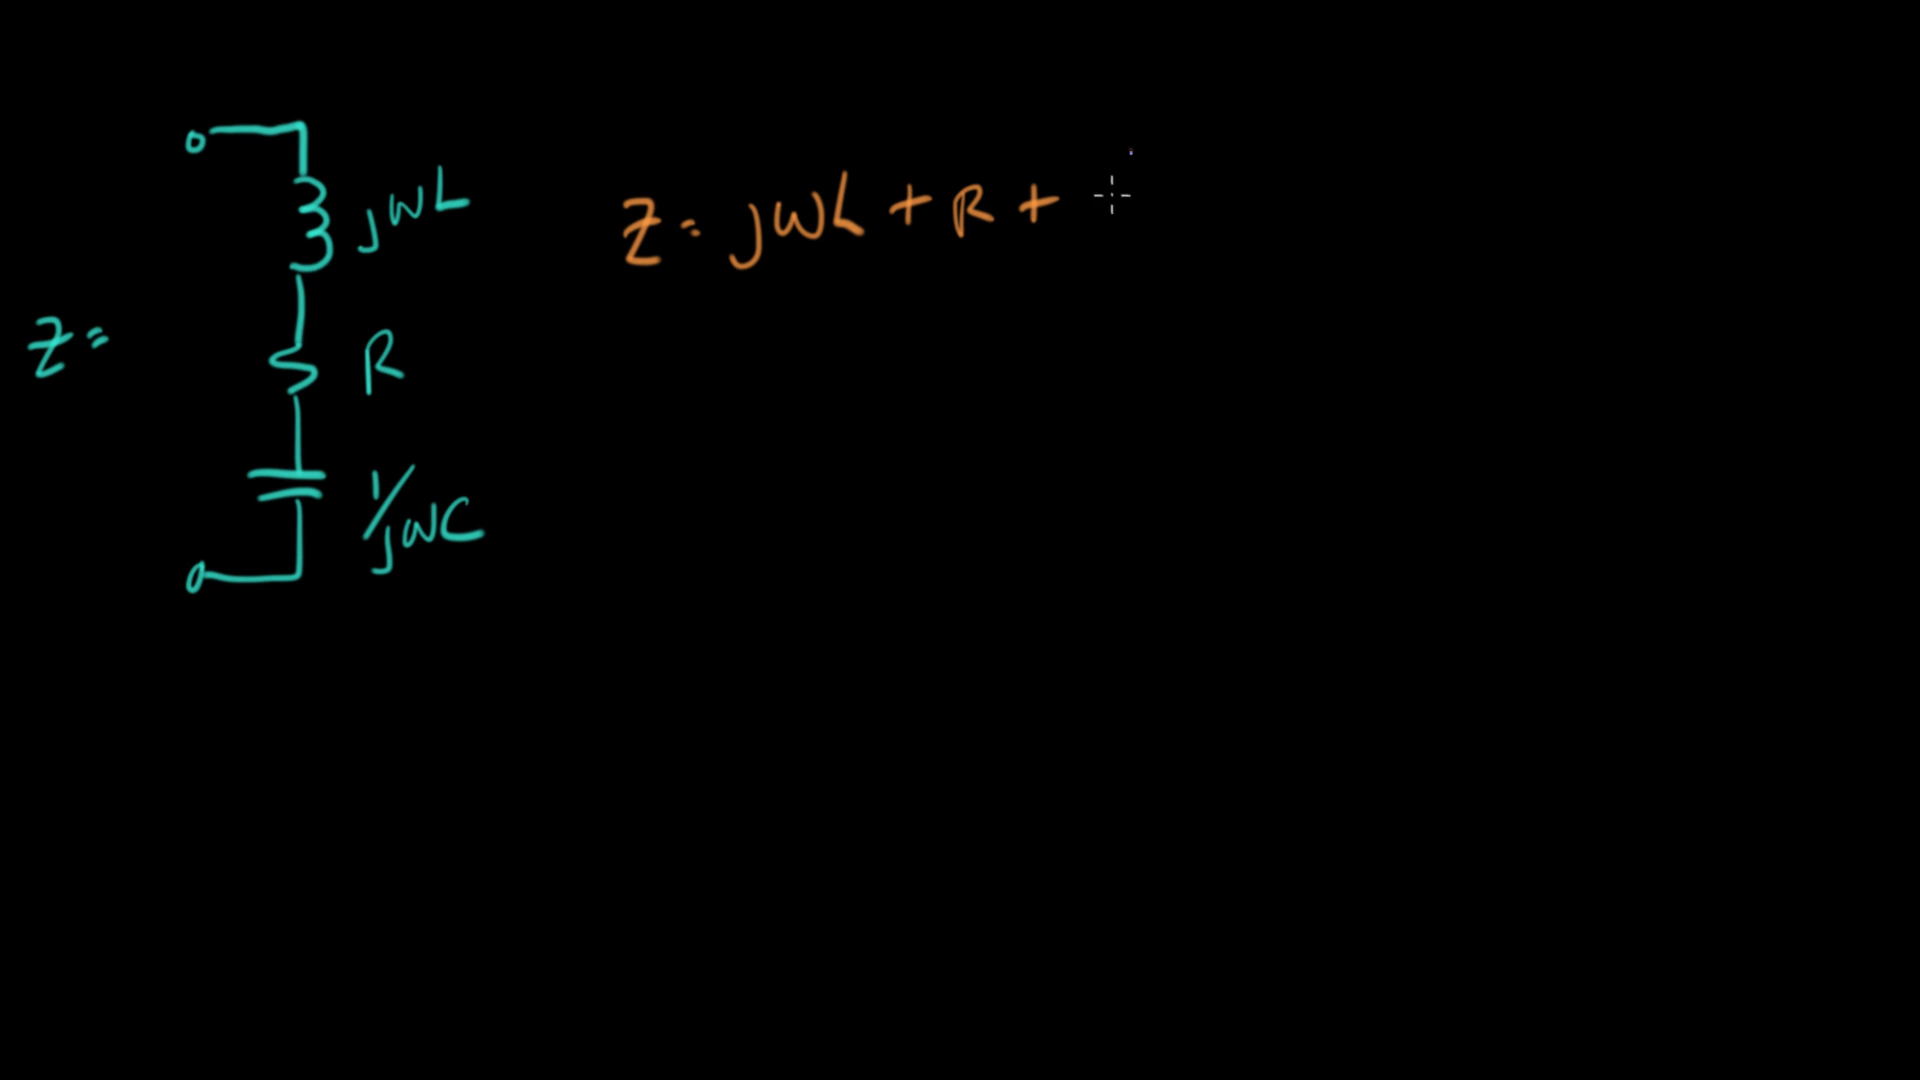 jWL
Z = jWL + R +
Z =
R
1/jWC